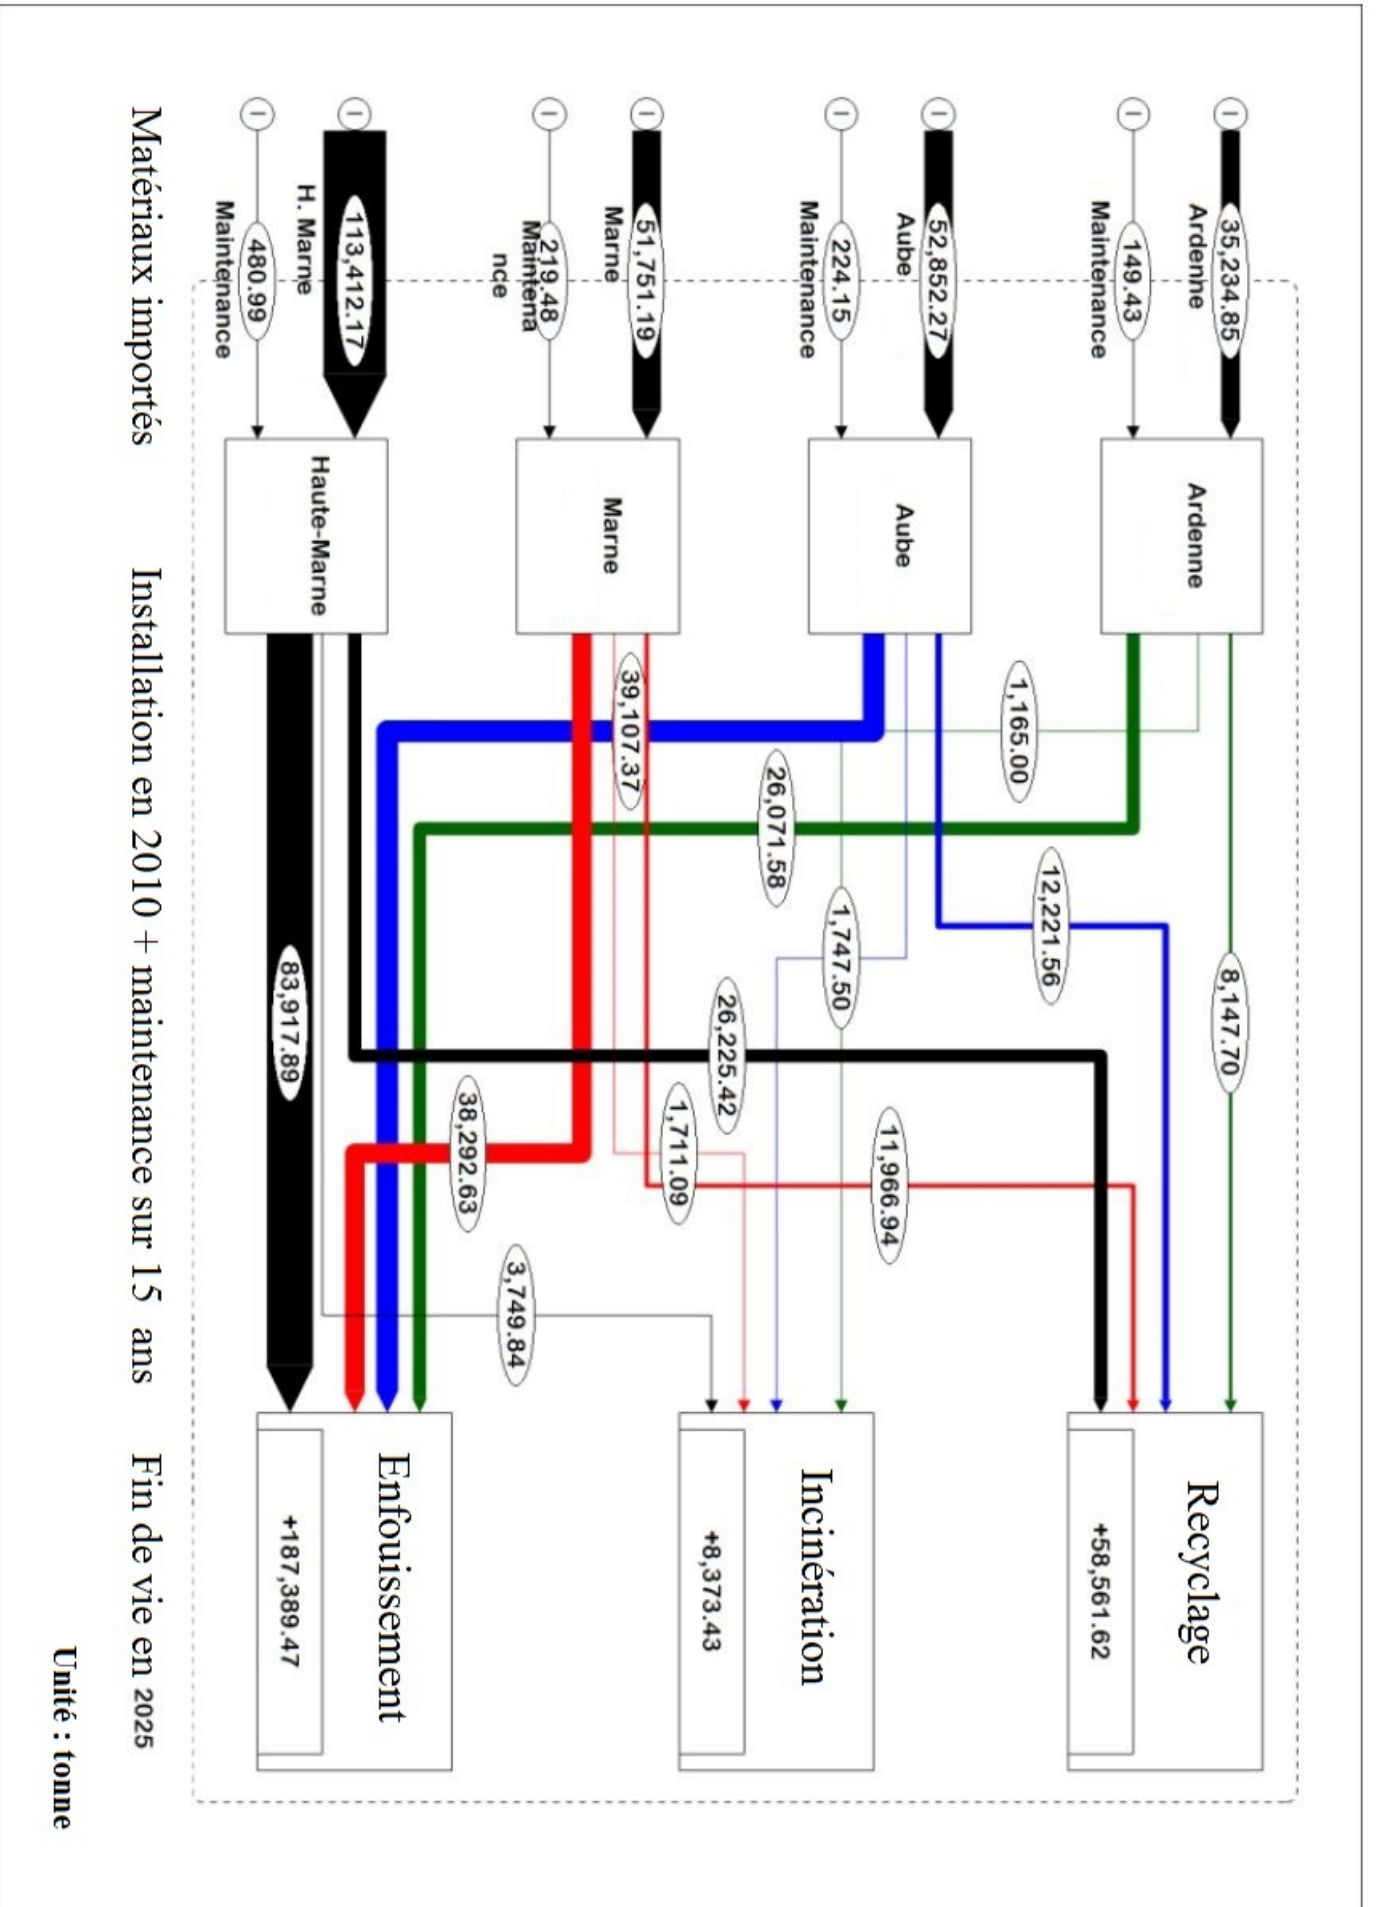 35,234.85
Ardenne
149.43
Maintenance
52,852.27
Aube
224.15
Maintenance
51,751.19
Marne
219.48
Maintena
nce
113,412.17
H. Marne
480.99
Maintenance
Ardenne
Aube
Marne
Haute-Marne
8,147.70
1,165.00
12,221.56
26,071.58
1,747.50
39,107.37
11,966.94
26,225.42
1,711.09
38,292.63
3,749.84
83,917.89
Recyclage
+58,561.62
Incinération
+8,373.43
Enfouissement
+187,389.47
Matériaux importés Installation en 2010 + maintenance sur 15 ans Fin de vie en 2025
Unité : tonne